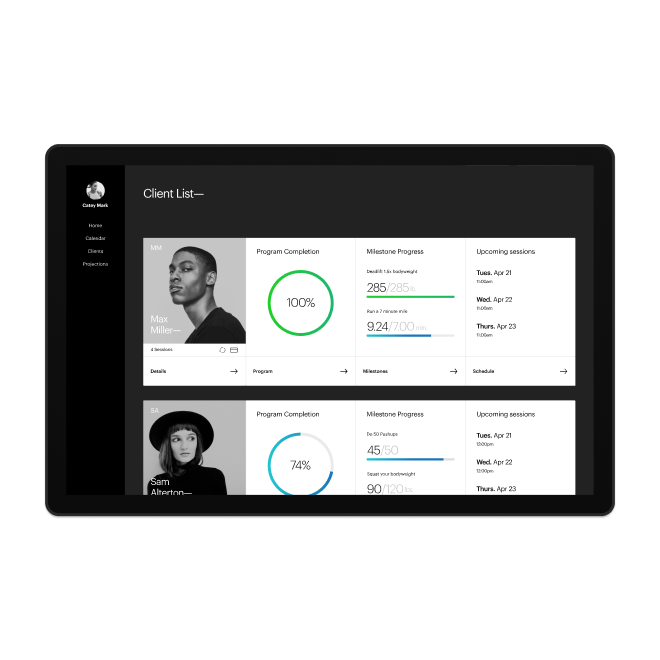 Catey Mark
Home
Calendar
Clients
Projections
Client List—
MM
Max
Miller—
4 Sessions
Details
Program Completion
100%
Program
Milestone Progress
Deadlift 1.5x bodyweight
285/285 lb.
Run a 7 minute mile
9.24/7.00 min.
Milestones
Upcoming sessions
Tues. Apr 21
11:00am
Wed. Apr 22
11:00am
Thurs. Apr 23
11:00am
Schedule
SA
Sam
Alterton—
Program Completion
74%
Milestone Progress
Do 50 Pushups
45/50
Squat your bodyweight
90/120 lbs.
Upcoming sessions
Tues. Apr 21
12:00pm
Wed. Apr 22
12:00pm
Thurs. Apr 23